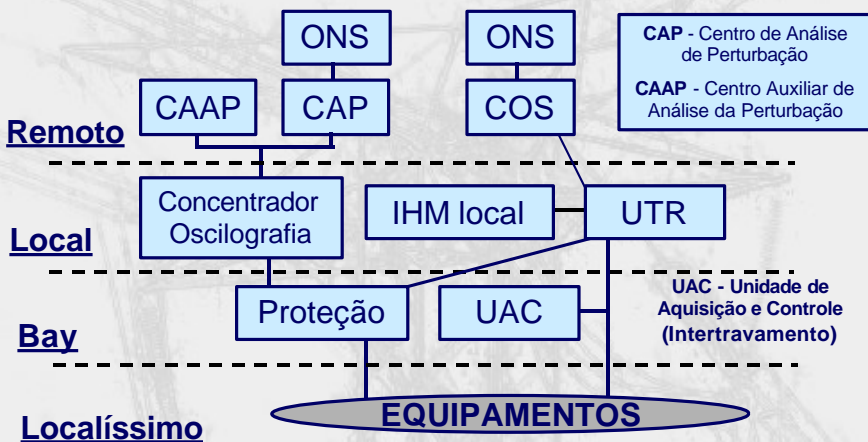 ONS
ONS
CAP - Centro de Análise
de Perturbação
CAAP - Centro Auxiliar de
Análise da Perturbação
CAAP
CAP
COS
Remoto
Concentrador
Oscilografia
IHM local
UTR
Local
Proteção
UAC
UAC - Unidade de
Aquisição e Controle
(Intertravamento)
Bay
EQUIPAMENTOS
Localíssimo